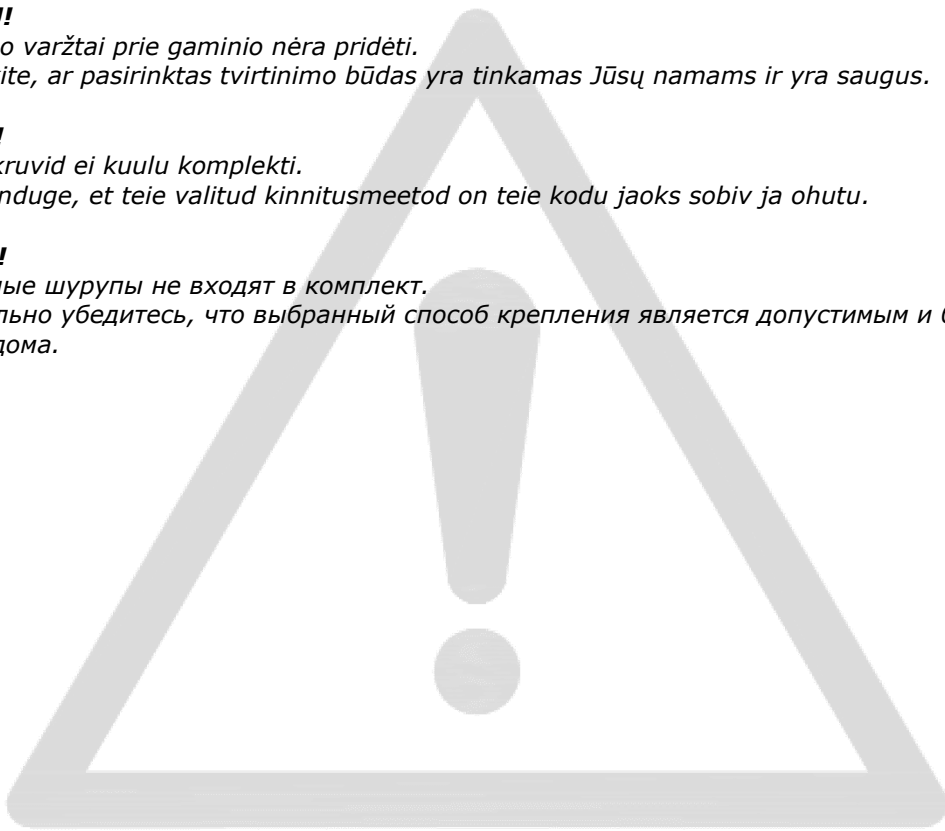 !
o varžtai prie gaminio nėra pridėti.
ite, ar pasirinktas tvirtinimo būdas yra tinkamas Jūsų namams ir yra saugus.
!
kruvid ei kuulu komplekti.
nduge, et teie valitud kinnitusmeetod on teie kodu jaoks sobiv ja ohutu.
!
ые шурупы не входят в комплект.
льно убедитесь, что выбранный способ крепления является допустимым и
дома.